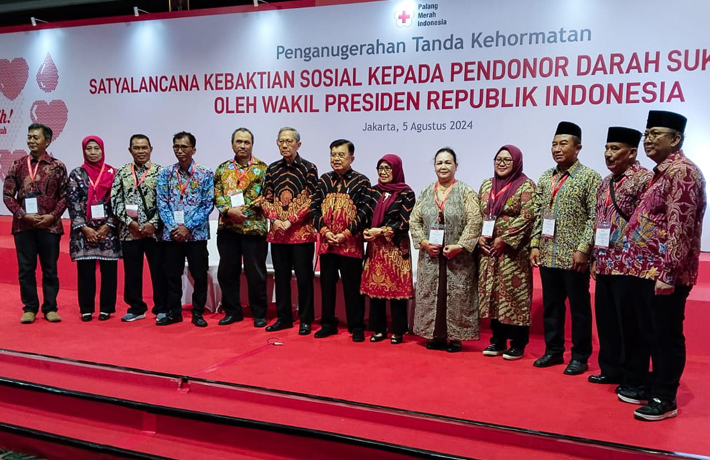 Palang
Merah
Indonesia
Penganugerahan Tanda Kehormatan
SATYALANCANA KEBAKTIAN SOSIAL KEPADA PENDONOR DARAH SUK
OLEH WAKIL PRESIDEN REPUBLIK INDONESIA
Jakarta, 5 Agustus 2024